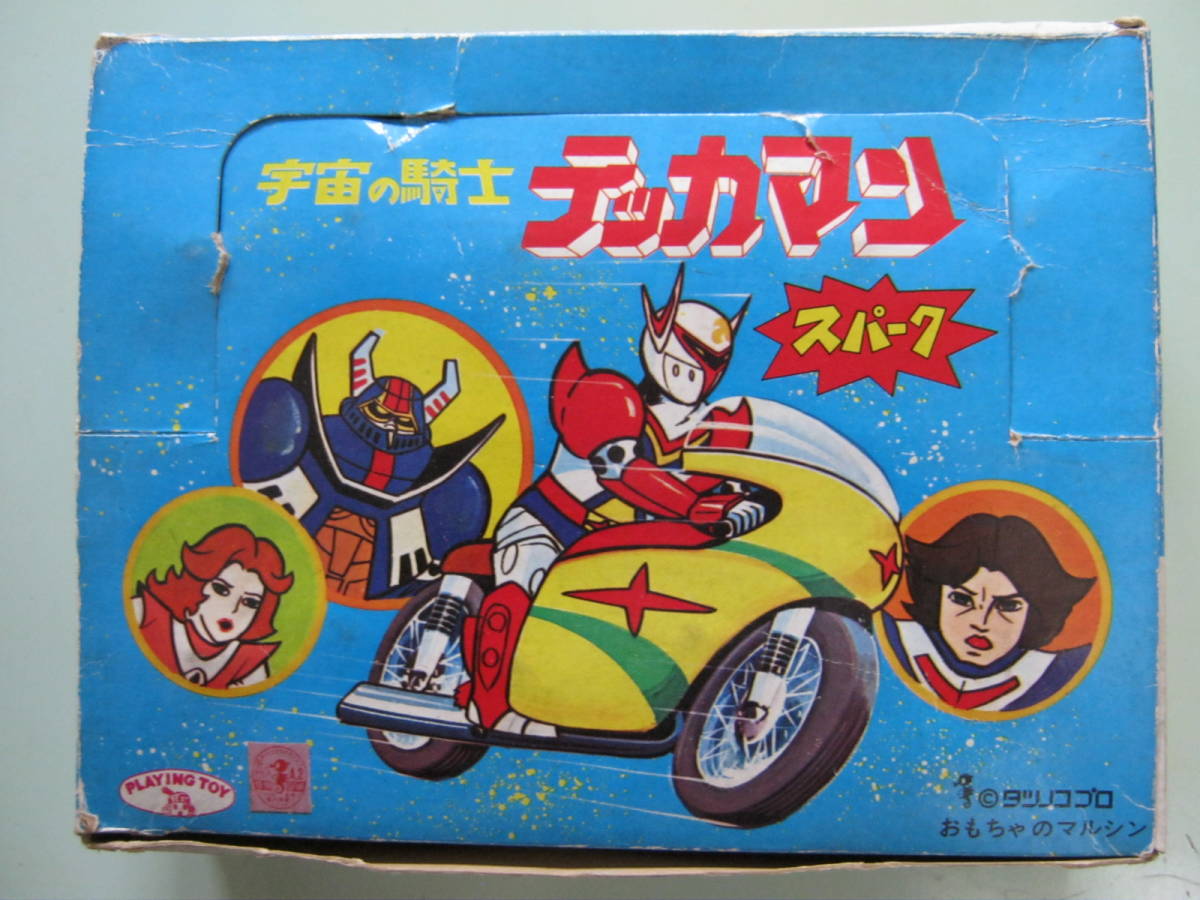 宇宙の騎士
テッカマン
スパーク
PLAYING TOY
©タツノコプロ
おもちゃのマルシン